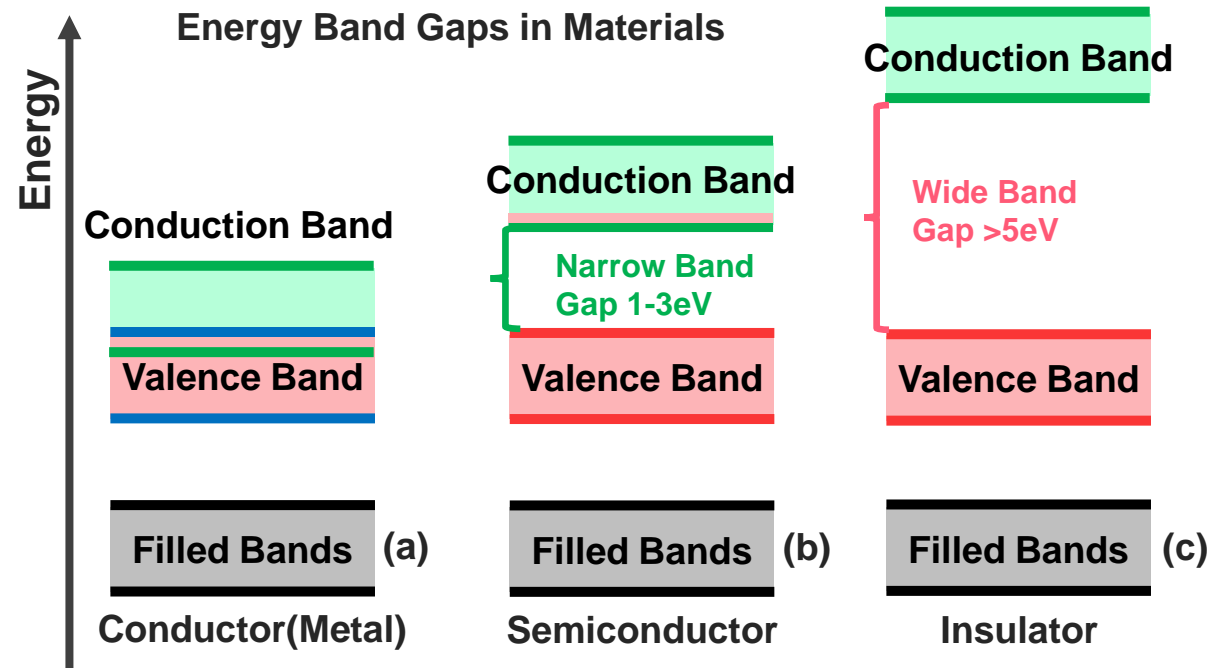 Energy Band Gaps in Materials
Energy
Conduction Band
Valence Band
Filled Bands
(a)
Conductor(Metal)
Conduction Band
Narrow Band
Gap 1-3eV
Valence Band
Filled Bands
(b)
Semiconductor
Conduction Band
Wide Band
Gap >5eV
Valence Band
Filled Bands
(c)
Insulator